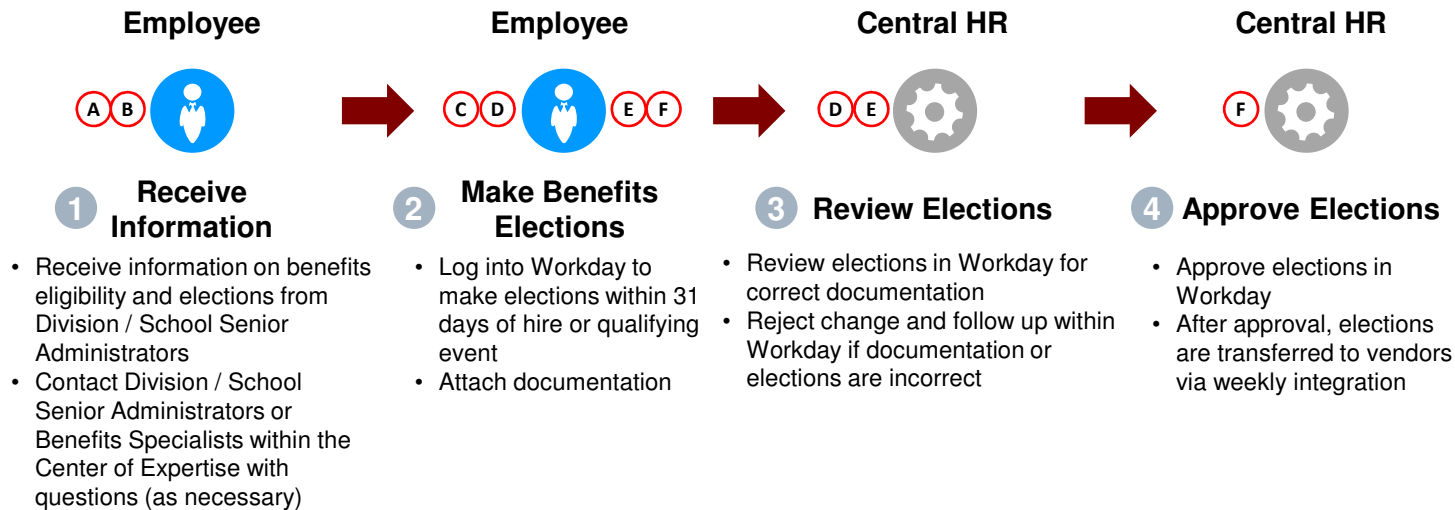 Employee
Employee
Central HR
Central HR
A B
C D
E F
D E
F
1 Receive
Information
2 Make Benefits
Elections
3 Review Elections
4 Approve Elections
• Receive information on benefits
eligibility and elections from
Division / School Senior
Administrators
• Contact Division / School
Senior Administrators or
Benefits Specialists within the
Center of Expertise with
questions (as necessary)
• Log into Workday to
make elections within 31
days of hire or qualifying
event
• Attach documentation
• Review elections in Workday for
correct documentation
• Reject change and follow up within
Workday if documentation or
elections are incorrect
• Approve elections in
Workday
• After approval, elections
are transferred to vendors
via weekly integration